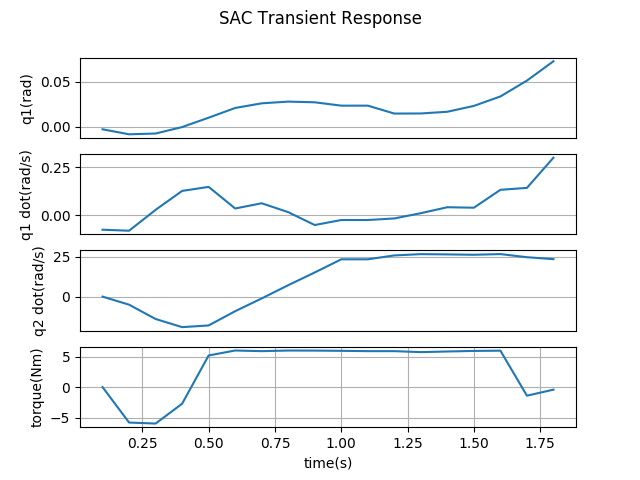 SAC Transient Response
q1(rad)
0.05
0.00
q1 dot(rad/s)
0.25
0.00
q2 dot(rad/s)
25
0
torque(Nm)
5
0
−5
0.25 0.50 0.75 1.00 1.25 1.50 1.75
time(s)